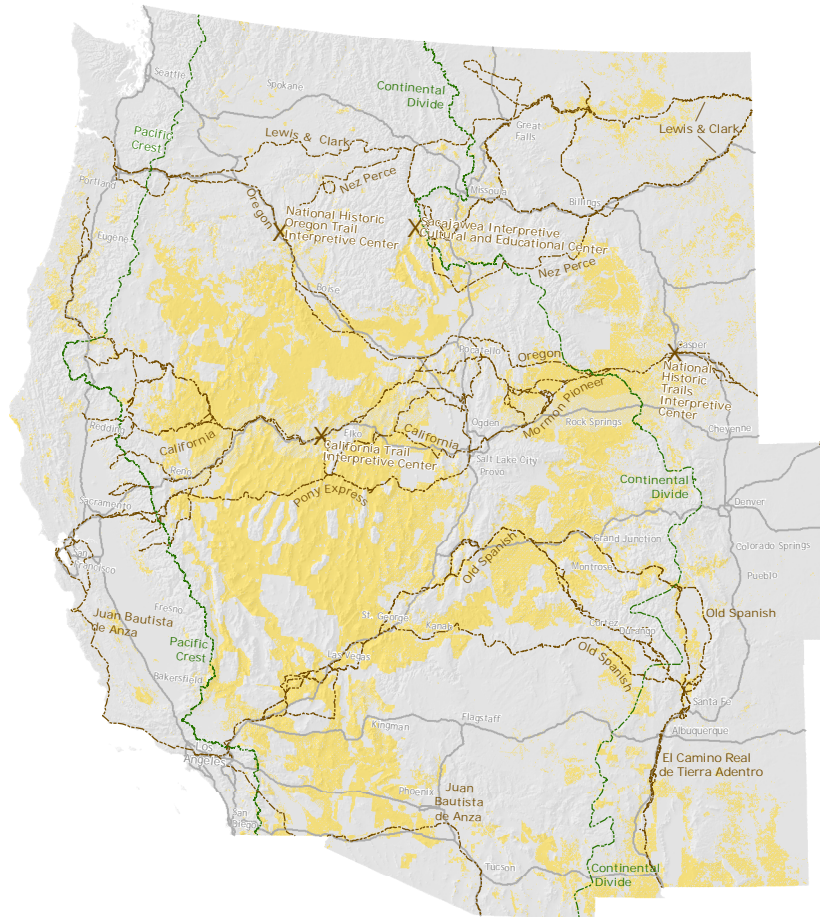 Seattle
Spokane
Continental
Divide
Great
Falls
Lewis & Clark
Lewis & Clark
Pacific
Crest
Nez Perce
Portland
Missoula
Oregon
Billings
National Historic
Oregon Trail
Interpretive Center
Sacajawea Interpretive
Cultural and Educational Center
Eugene
Nez Perce
Boise
Pocatello
Oregon
Casper
National
Historic
Trails
Interpretive
Center
Mormon Pioneer
Redding
California
Elko
California
Ogden
Rock Springs
Cheyenne
California Trail
Interpretive Center
Salt Lake City
Provo
Reno
Pony Express
Continental
Divide
Sacramento
Denver
San
Francisco
Old Spanish
Grand Junction
Colorado Springs
Montrose
Pueblo
Fresno
Juan Bautista
de Anza
St. George
Kanab
Cortez
Durango
Old Spanish
Pacific
Crest
Las Vegas
Old Spanish
Bakersfield
Santa Fe
Kingman
Flagstaff
Albuquerque
Los
Angeles
El Camino Real
de Tierra Adentro
Phoenix
Juan
Bautista
de Anza
San
Diego
Tucson
Continental
Divide